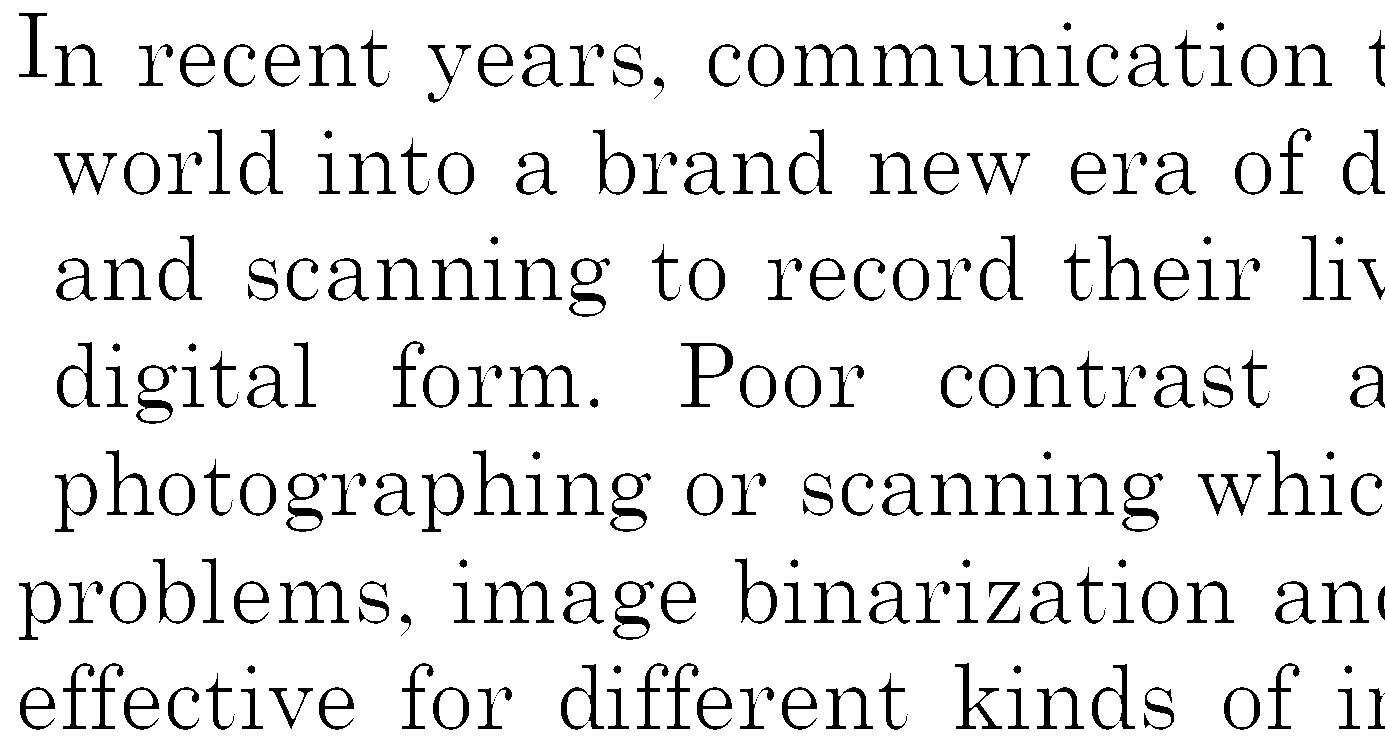 In recent years, communication
world into a brand new era of
and scanning to record their
digital form. Poor contrast
photographing or scanning
problems, image binarization
effective for different kinds of